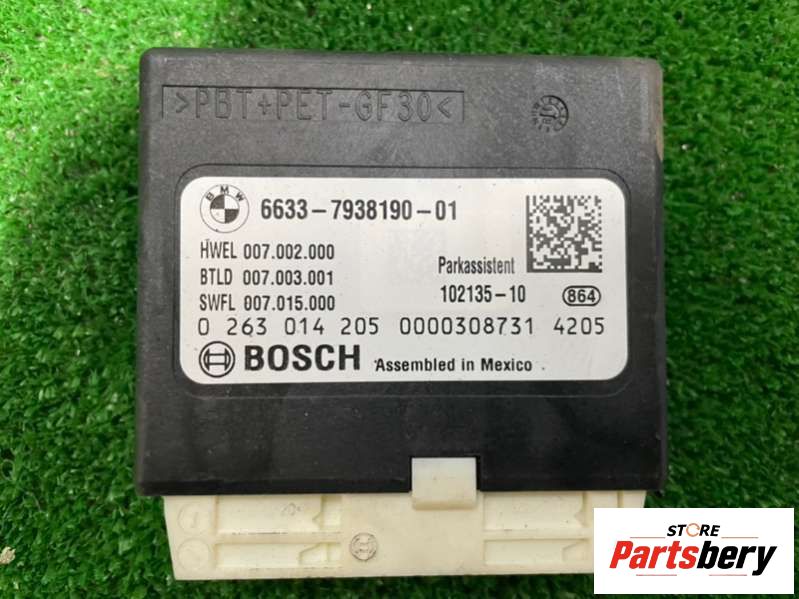 >PBT+PET-GF30<
BMW
6633-7938190-01
HWEL 007.002.000
BTLD 007.003.001
Parkassistent
SWFL 007.015.000
102135-10
864
0 263 014 205 0000308731 4205
BOSCH
Assembled in Mexico
STORE
Partsbery